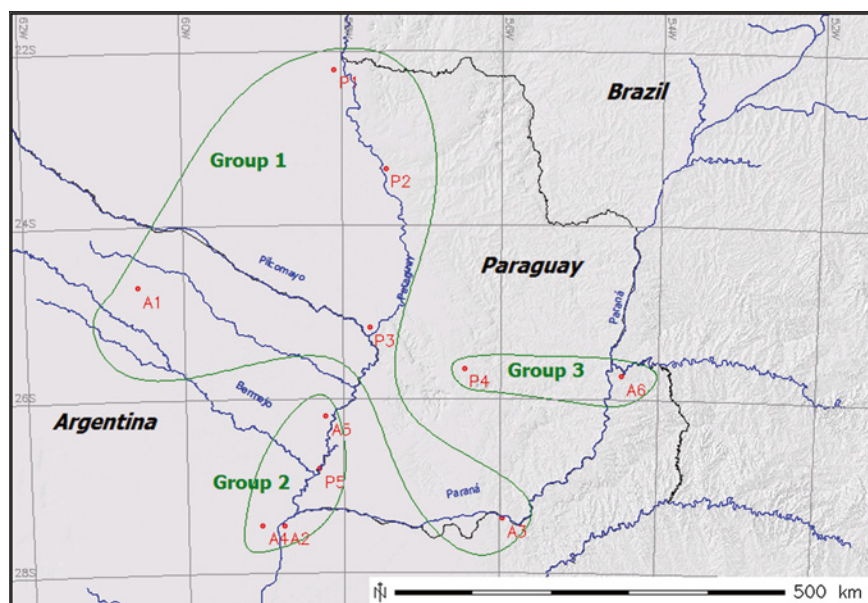 62W
60W
56W
54W
52W
22S
P1
Brazil
Group 1
P2
24S
Pilcomayo
Paraguay
Paraguay
A1
Paraná
P3
P4
Group 3
A6
Bermejo
26S
Argentina
A5
Group 2
P5
Paraná
A4
A2
A3
28S
N
500 km